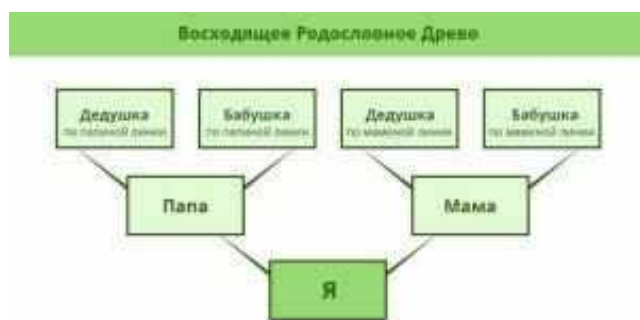 Восходящее Родословное Древо
Дедушка
по папиной линии
Бабушка
по папиной линии
Дедушка
по маминой линии
Бабушка
по маминой линии
Папа
Мама
Я